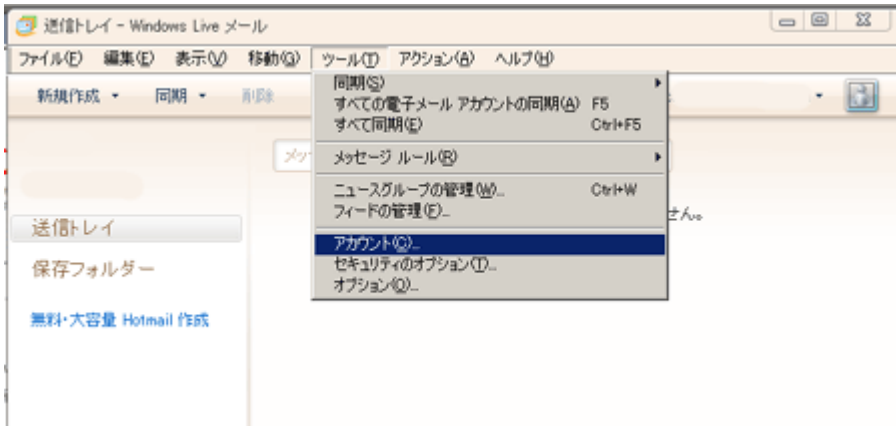 送信トレイ - Windows Live メール
ファイル(F) 編集(E) 表示(V) 移動(G) ツール(T) アクション(A) ヘルプ(H)
新規作成 同期 削除
同期(S)
すべての電子メール アカウントの同期(A) F5
すべて同期(E) Ctrl+F5
メッセージ ルール(R)
ニュースグループの管理(W)... Ctrl+W
フィードの管理(F)...
アカウント(C)...
セキュリティのオプション(T)...
オプション(O)...
メッ
せん。
送信トレイ
保存フォルダー
無料・大容量 Hotmail 作成